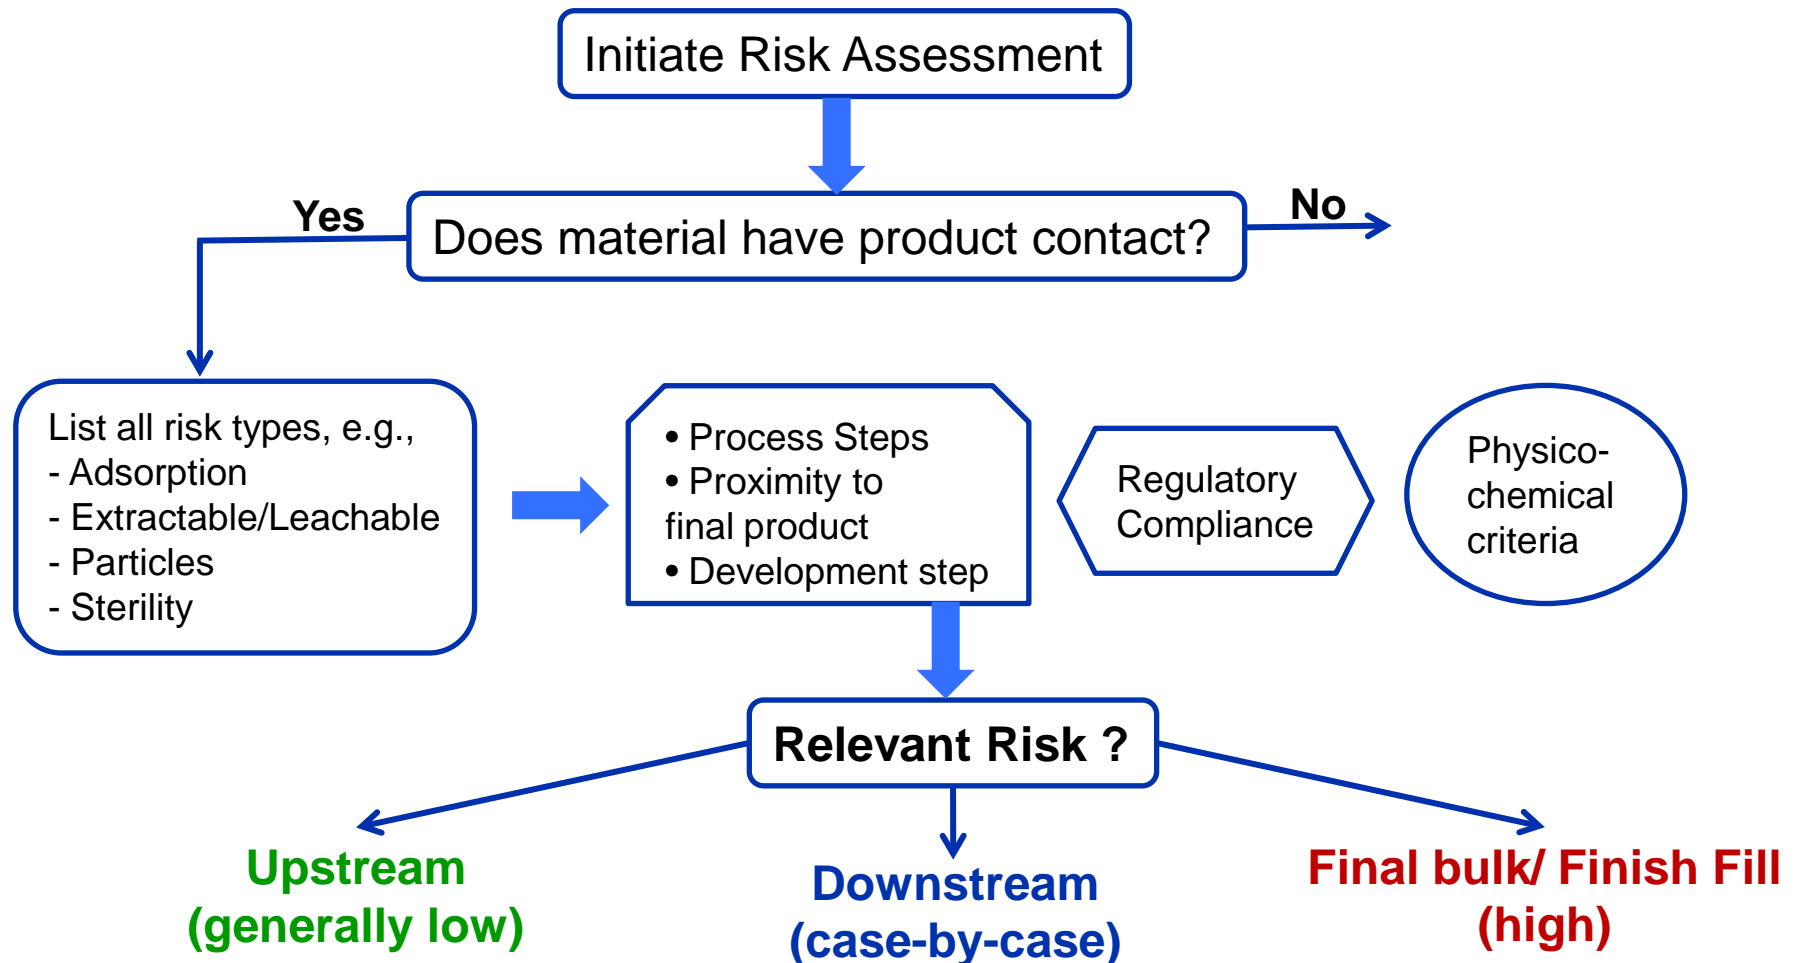 Initiate Risk Assessment
Does material have product contact?
Yes
No
List all risk types, e.g.,
- Adsorption
- Extractable/Leachable
- Particles
- Sterility
• Process Steps
• Proximity to
final product
• Development step
Regulatory
Compliance
Physico-
chemical
criteria
Relevant Risk ?
Upstream
(generally low)
Downstream
(case-by-case)
Final bulk/ Finish Fill
(high)